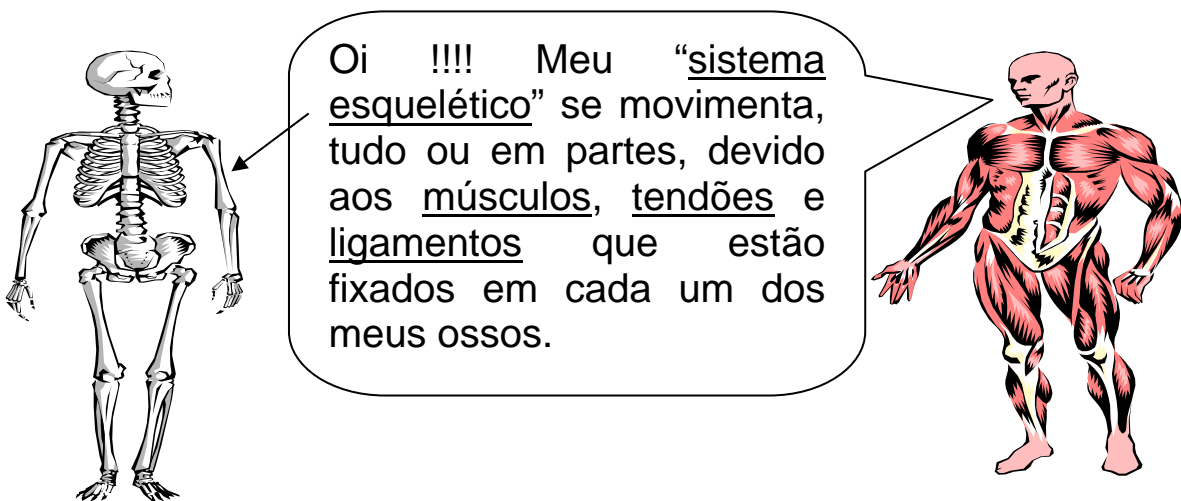 Oi !!!! Meu “sistema
esquelético” se movimenta,
tudo ou em partes, devido
aos músculos, tendões e
ligamentos que estão
fixados em cada um dos
meus ossos.